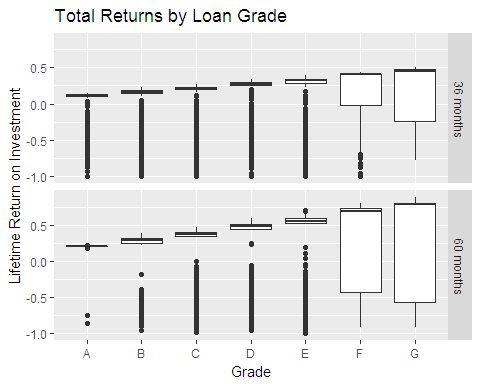 Total Returns by Loan Grade
Lifetime Return on Investment
0.5
0.0
-0.5
-1.0
36 months
0.5
0.0
-0.5
-1.0
60 months
A B C D E F G
Grade